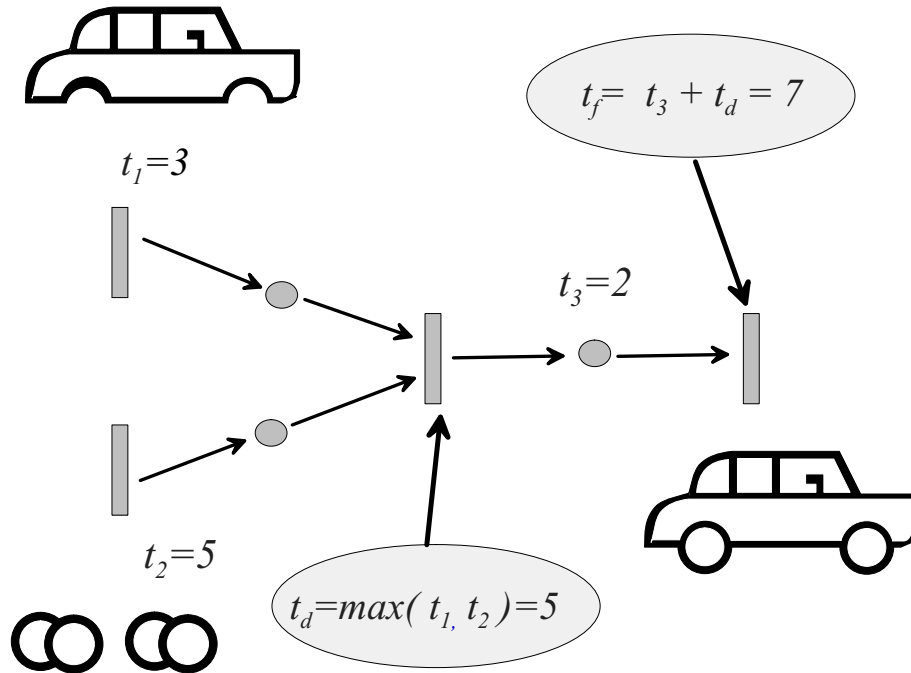 t_f= t_3 + t_d = 7
t_1=3
t_3=2
t_2=5
t_d=max( t_1, t_2 )=5